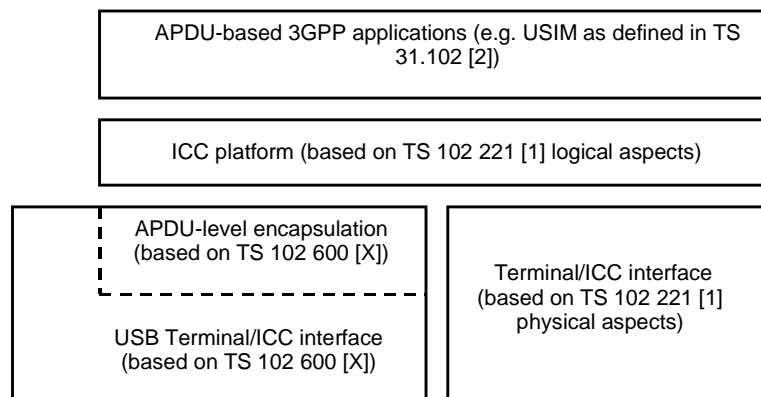 APDU-based 3GPP applications (e.g. USIM as defined in TS
31.102 [2])
ICC platform (based on TS 102 221 [1] logical aspects)
APDU-level encapsulation
(based on TS 102 600 [X])
USB Terminal/ICC interface
(based on TS 102 600 [X])
Terminal/ICC interface
(based on TS 102 221 [1]
physical aspects)